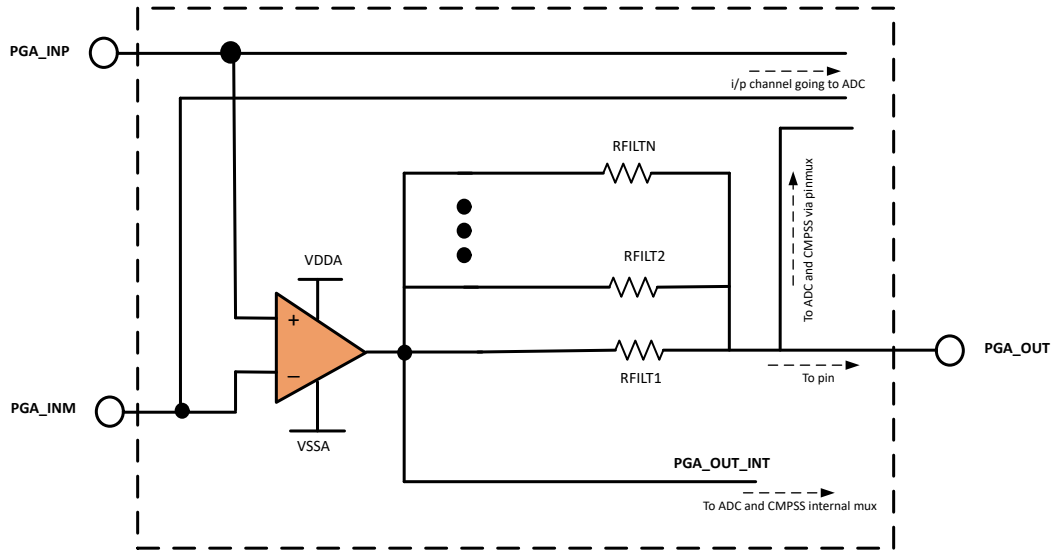 PGA_INP
i/p channel going to ADC
RFILTN
To ADC and CMPSS via pinmux
RFILT2
VDDA
+
PGA_OUT
RFILT1
To pin
−
PGA_INM
VSSA
PGA_OUT_INT
To ADC and CMPSS internal mux